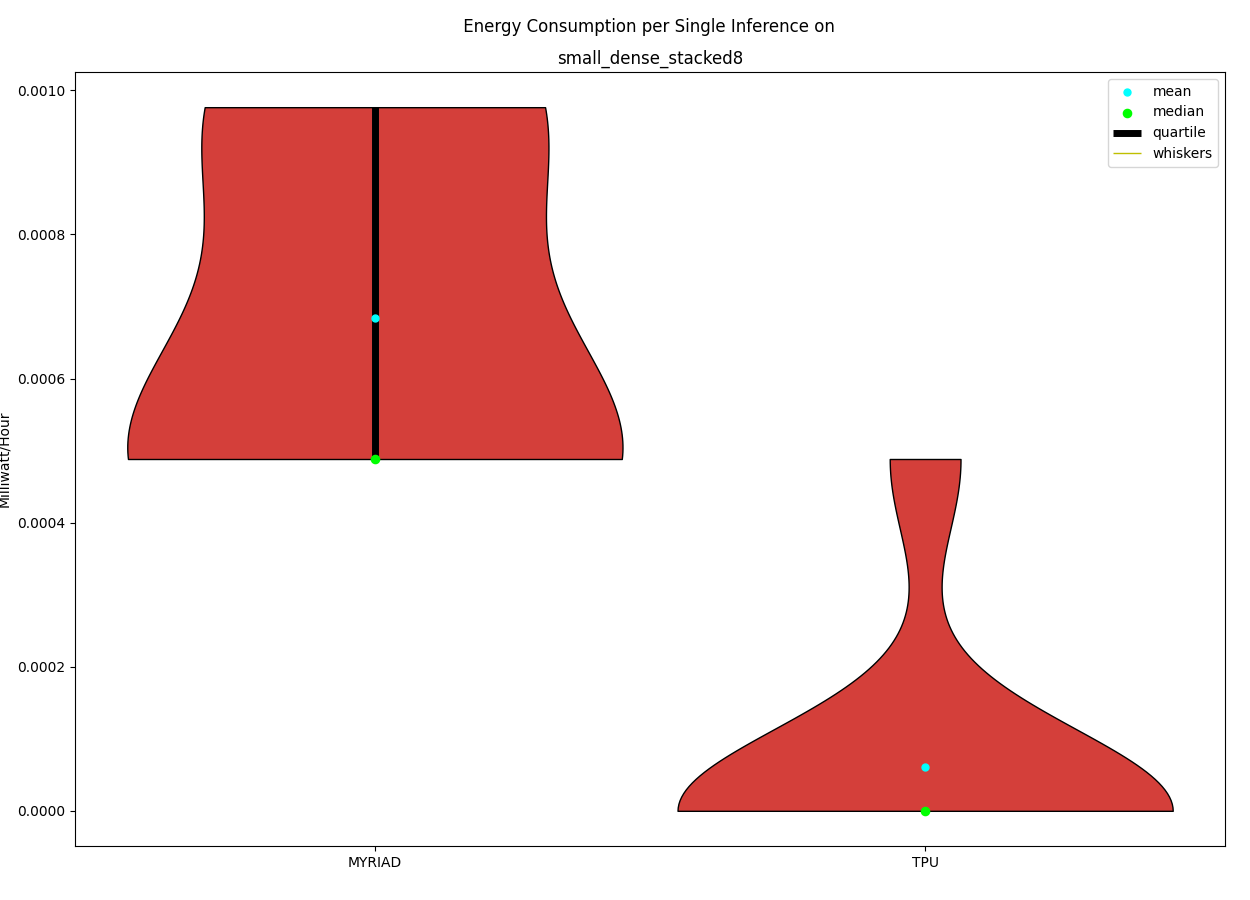 Energy Consumption per Single Inference on
small_dense_stacked8
mean
median
quartile
whiskers
0.0010
0.0008
0.0006
0.0004
0.0002
0.0000
Milliwatt/Hour
MYRIAD
TPU